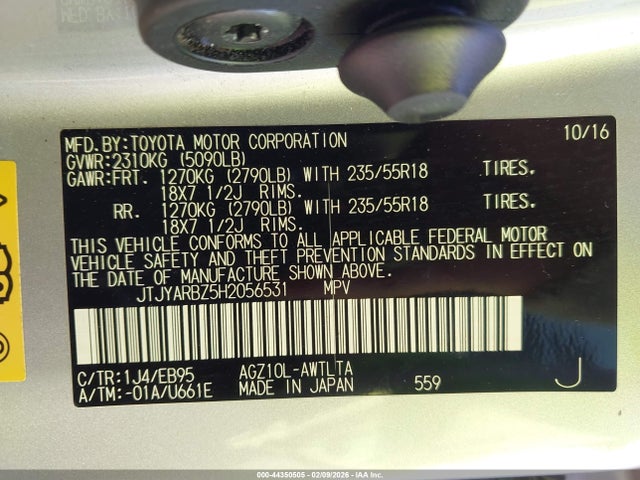 MFD.BY:TOYOTA MOTOR CORPORATION 10/16
GVWR:2310KG (5090LB)
GAWR:FRT. 1270KG (2790LB) WITH 235/55R18 TIRES.
18X7 1/2J RIMS.
RR. 1270KG (2790LB) WITH 235/55R18 TIRES.
18X7 1/2J RIMS.
THIS VEHICLE CONFORMS TO ALL APPLICABLE FEDERAL MOTOR
VEHICLE SAFETY AND THEFT PREVENTION STANDARDS IN EFFECT ON
THE DATE OF MANUFACTURE SHOWN ABOVE.
JTJYARBZ5H2056531 MPV
C/TR:1J4/EB95 AGZ10L-AWTLTA
A/TM:-01A/U661E MADE IN JAPAN 559 J
000-44350505 - 02/09/2026 - IAA Inc.